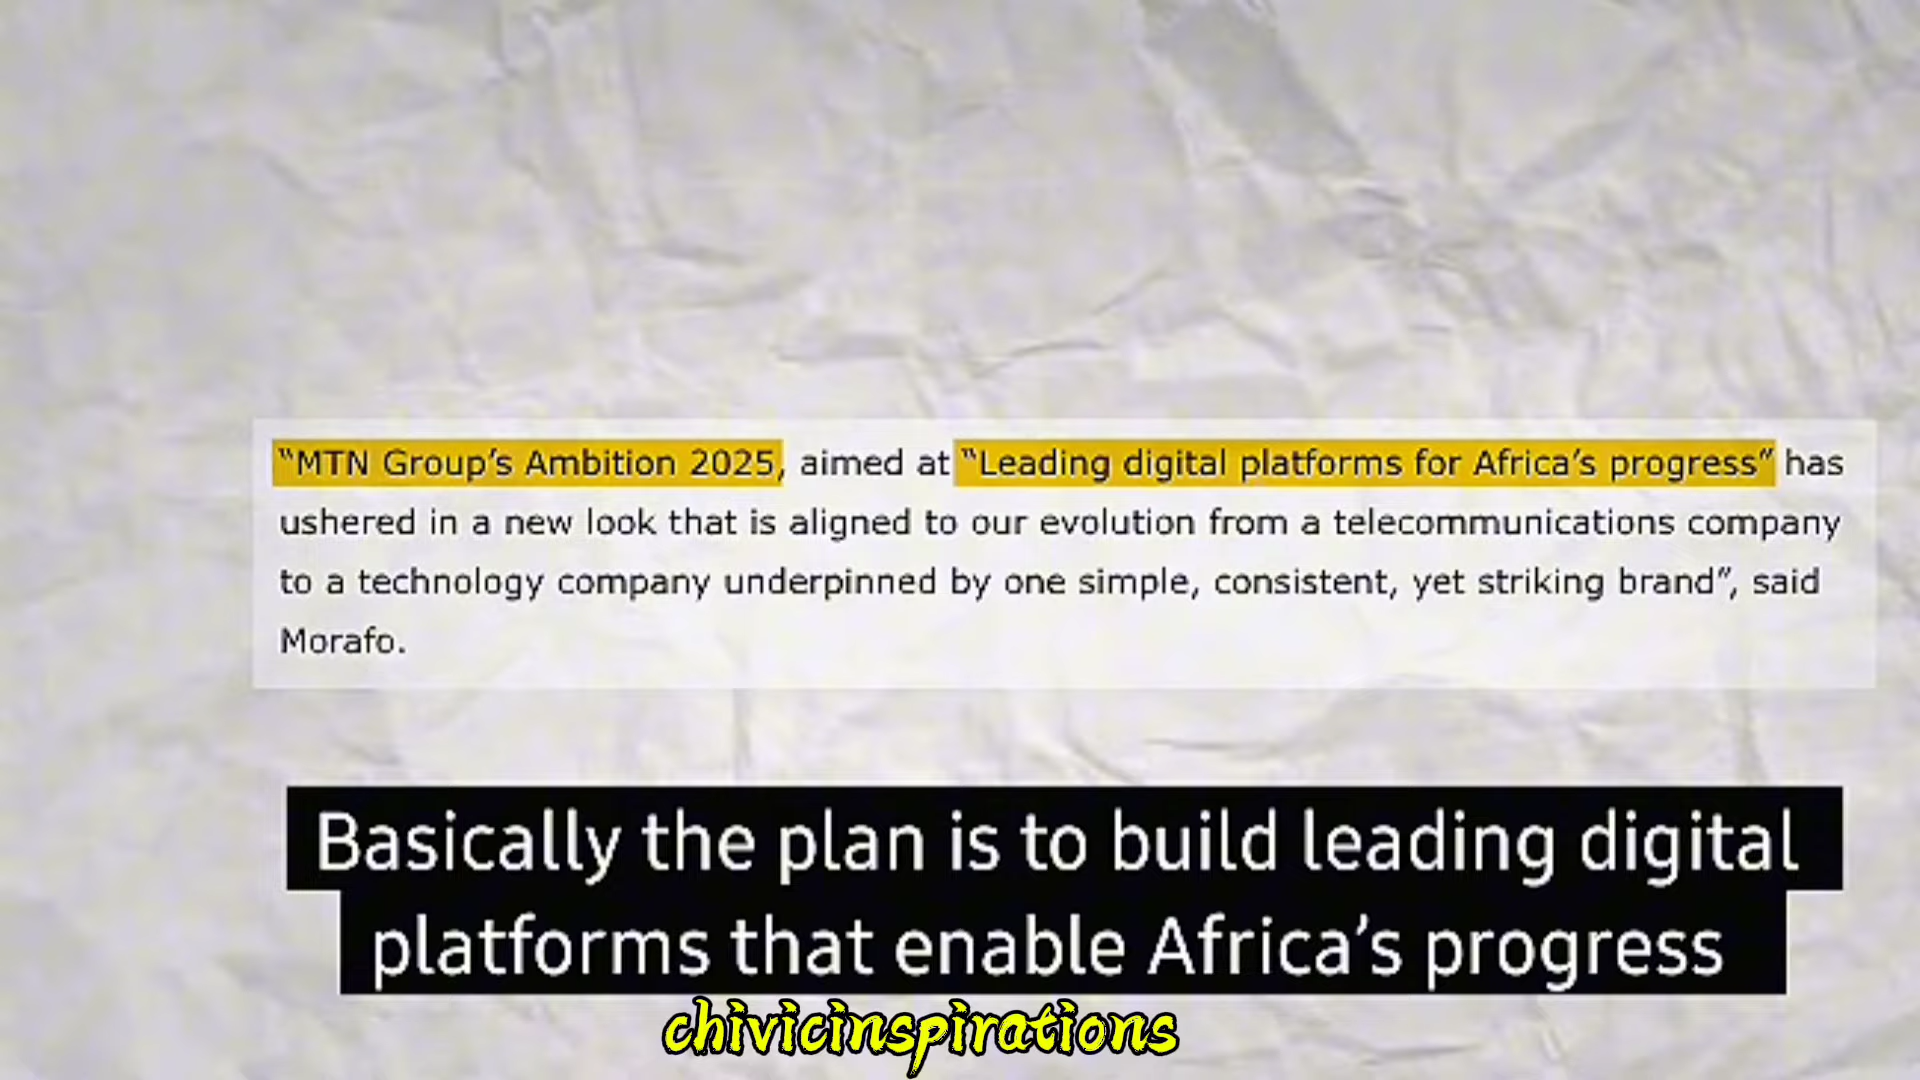 “MTN Group’s Ambition 2025, aimed at “Leading digital platforms for Africa’s progress” has
ushered in a new look that is aligned to our evolution from a telecommunications company
to a technology company underpinned by one simple, consistent, yet striking brand”, said
Morafo.
Basically the plan is to build leading digital
platforms that enable Africa’s progress
chivicinspirations